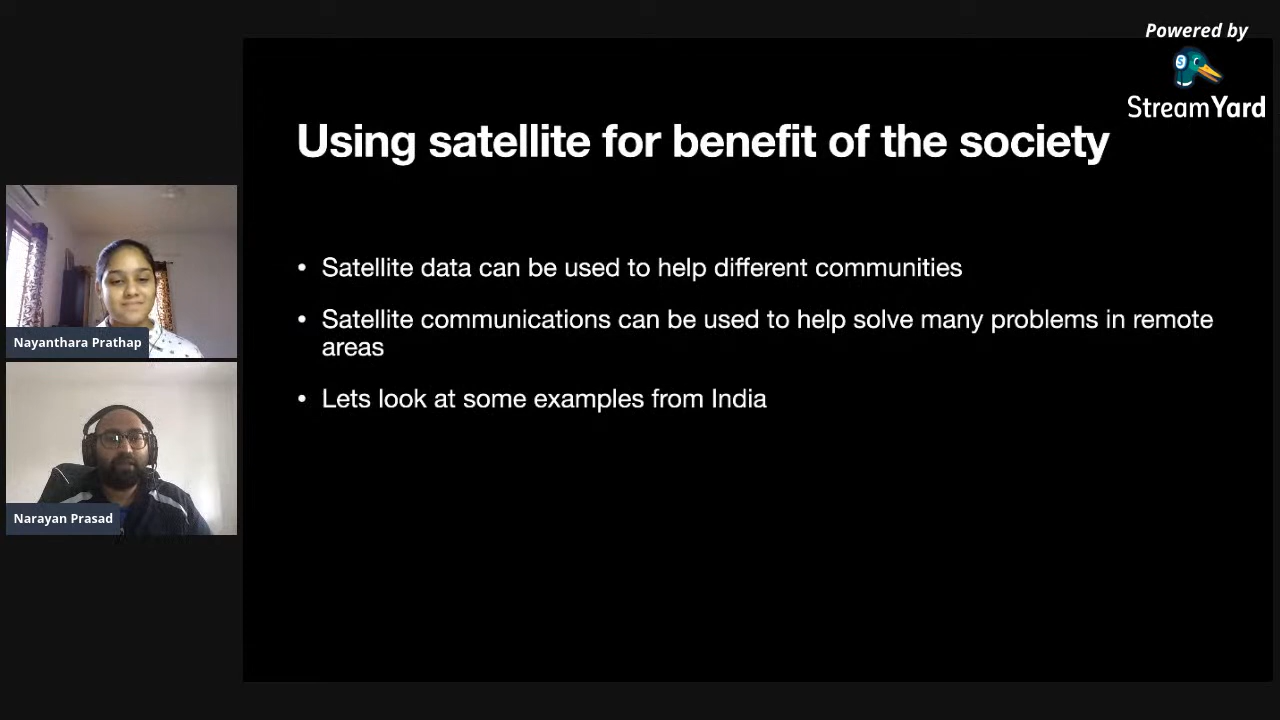 Powered by
StreamYard
Using satellite for benefit of the society
• Satellite data can be used to help different communities
• Satellite communications can be used to help solve many problems in remote
areas
• Lets look at some examples from India
Nayanthara Prathap
Narayan Prasad